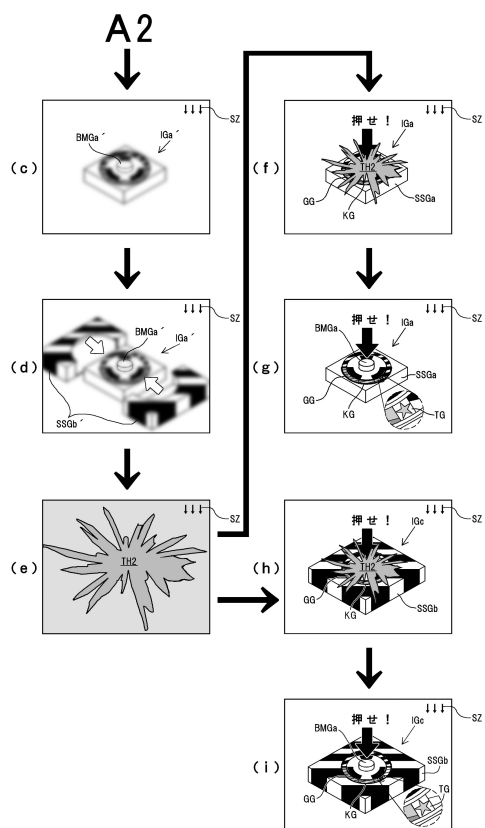 A2
(c)
BMGa´
IGa´
SZ
(d)
BMGa´
IGa´
SZ
SSGb´
(e)
TH2
SZ
(f)
押せ！
IGa
SZ
TH2
GG
KG
SSGa
(g)
押せ！
BMGa
IGa
SZ
SSGa
GG
KG
TG
(h)
押せ！
IGc
SZ
TH2
GG
KG
SSGb
(i)
押せ！
BMGa
IGc
SZ
SSGb
GG
KG
TG